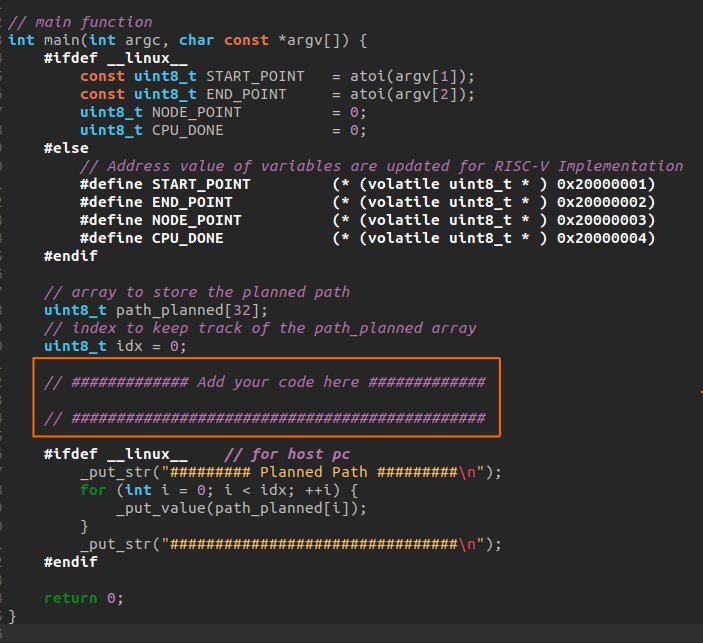 // main function
int main(int argc, char const *argv[]) {
    #ifdef __linux__
        const uint8_t START_POINT   = atoi(argv[1]);
        const uint8_t END_POINT     = atoi(argv[2]);
        uint8_t NODE_POINT          = 0;
        uint8_t CPU_DONE            = 0;
    #else
        // Address value of variables are updated for RISC-V Implementation
        #define START_POINT         (* (volatile uint8_t * ) 0x20000001)
        #define END_POINT           (* (volatile uint8_t * ) 0x20000002)
        #define NODE_POINT          (* (volatile uint8_t * ) 0x20000003)
        #define CPU_DONE            (* (volatile uint8_t * ) 0x20000004)
    #endif
    // array to store the planned path
    uint8_t path_planned[32];
    // index to keep track of the path_planned array
    uint8_t idx = 0;
    // ############# Add your code here #############
    // ##############################################
    #ifdef __linux__    // for host pc
        _put_str("######### Planned Path #########\n");
        for (int i = 0; i < idx; ++i) {
            _put_value(path_planned[i]);
        }
        _put_str("################################\n");
    #endif
    return 0;
}